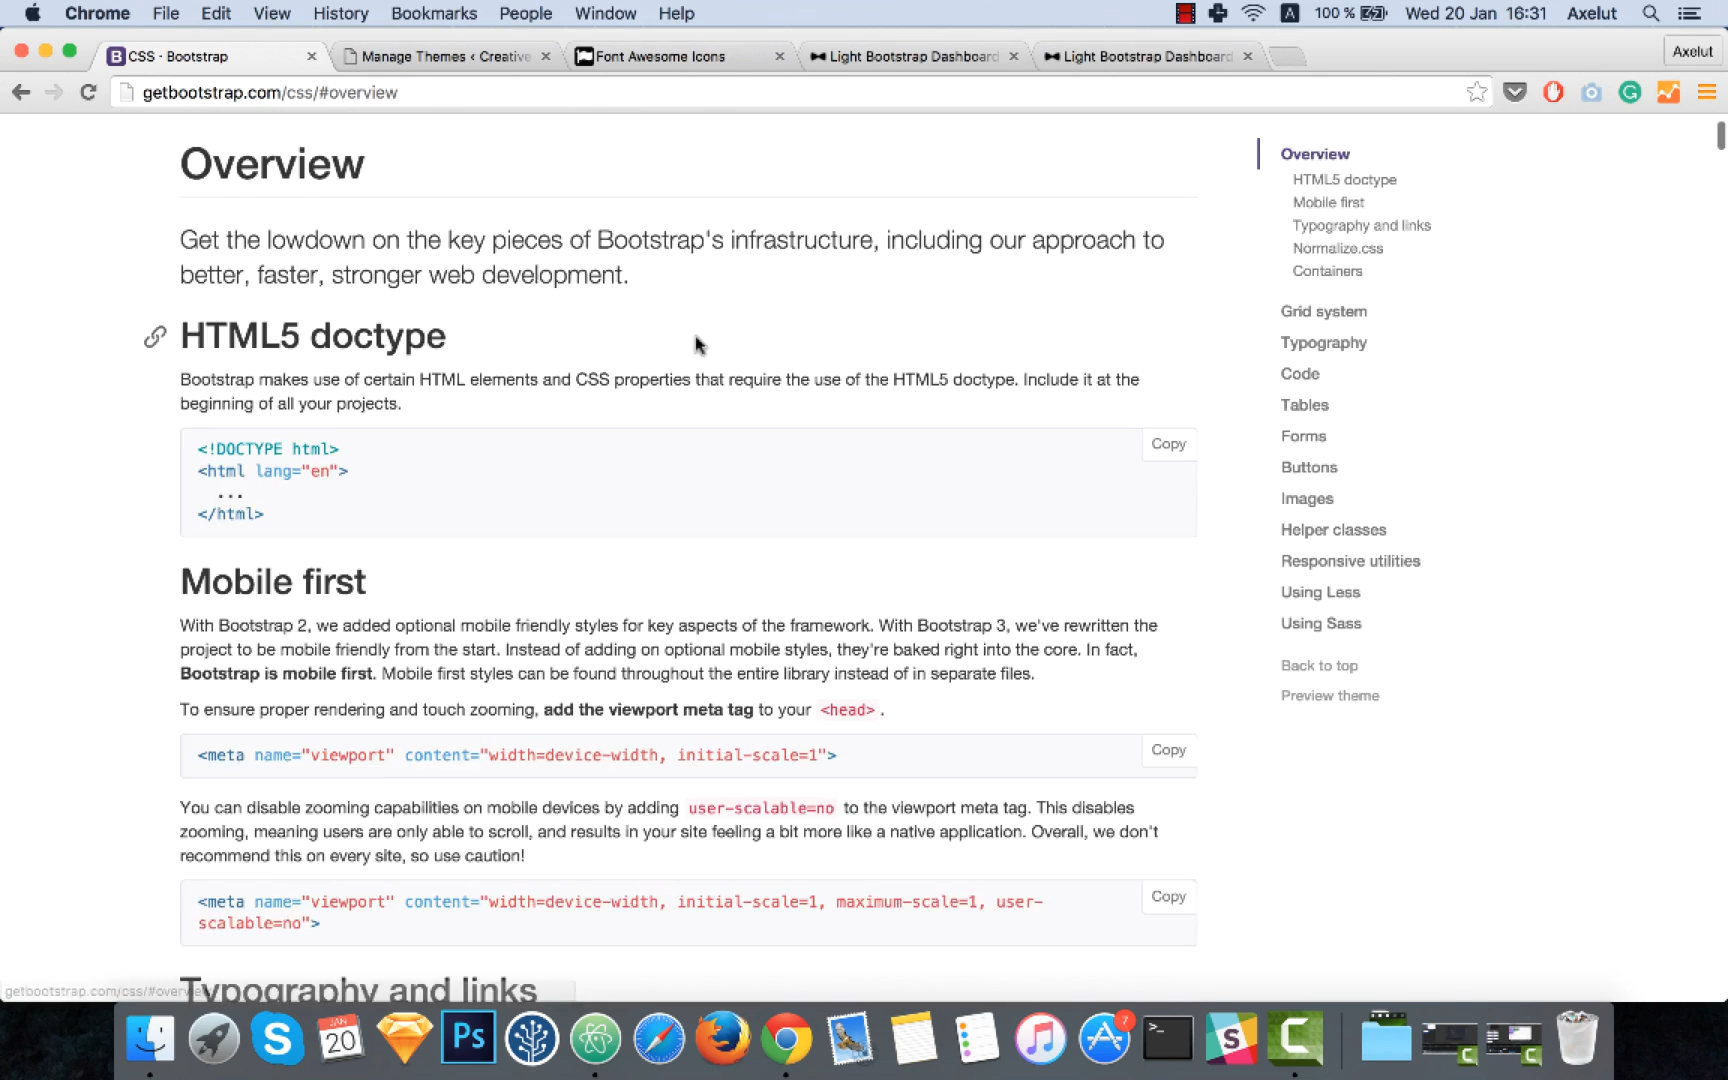 Chrome File Edit View History Bookmarks People Window Help A 100 % Wed 20 Jan 16:31 Axelut
B CSS - Bootstrap × Manage Themes ‹ Creative × Font Awesome Icons × Light Bootstrap Dashboard × Light Bootstrap Dashboard × Axelut
getbootstrap.com/css/#overview
Overview
Get the lowdown on the key pieces of Bootstrap's infrastructure, including our approach to
better, faster, stronger web development.
HTML5 doctype
Bootstrap makes use of certain HTML elements and CSS properties that require the use of the HTML5 doctype. Include it at the
beginning of all your projects.
Copy
<!DOCTYPE html>
<html lang="en">
...
</html>
Mobile first
With Bootstrap 2, we added optional mobile friendly styles for key aspects of the framework. With Bootstrap 3, we've rewritten the
project to be mobile friendly from the start. Instead of adding on optional mobile styles, they're baked right into the core. In fact,
Bootstrap is mobile first. Mobile first styles can be found throughout the entire library instead of in separate files.
To ensure proper rendering and touch zooming, add the viewport meta tag to your <head> .
Copy
<meta name="viewport" content="width=device-width, initial-scale=1">
You can disable zooming capabilities on mobile devices by adding user-scalable=no to the viewport meta tag. This disables
zooming, meaning users are only able to scroll, and results in your site feeling a bit more like a native application. Overall, we don't
recommend this on every site, so use caution!
Copy
<meta name="viewport" content="width=device-width, initial-scale=1, maximum-scale=1, user-
scalable=no">
Typography and links
getbootstrap.com/css/#overview
Overview
HTML5 doctype
Mobile first
Typography and links
Normalize.css
Containers
Grid system
Typography
Code
Tables
Forms
Buttons
Images
Helper classes
Responsive utilities
Using Less
Using Sass
Back to top
Preview theme
JAN
20
Ps
7